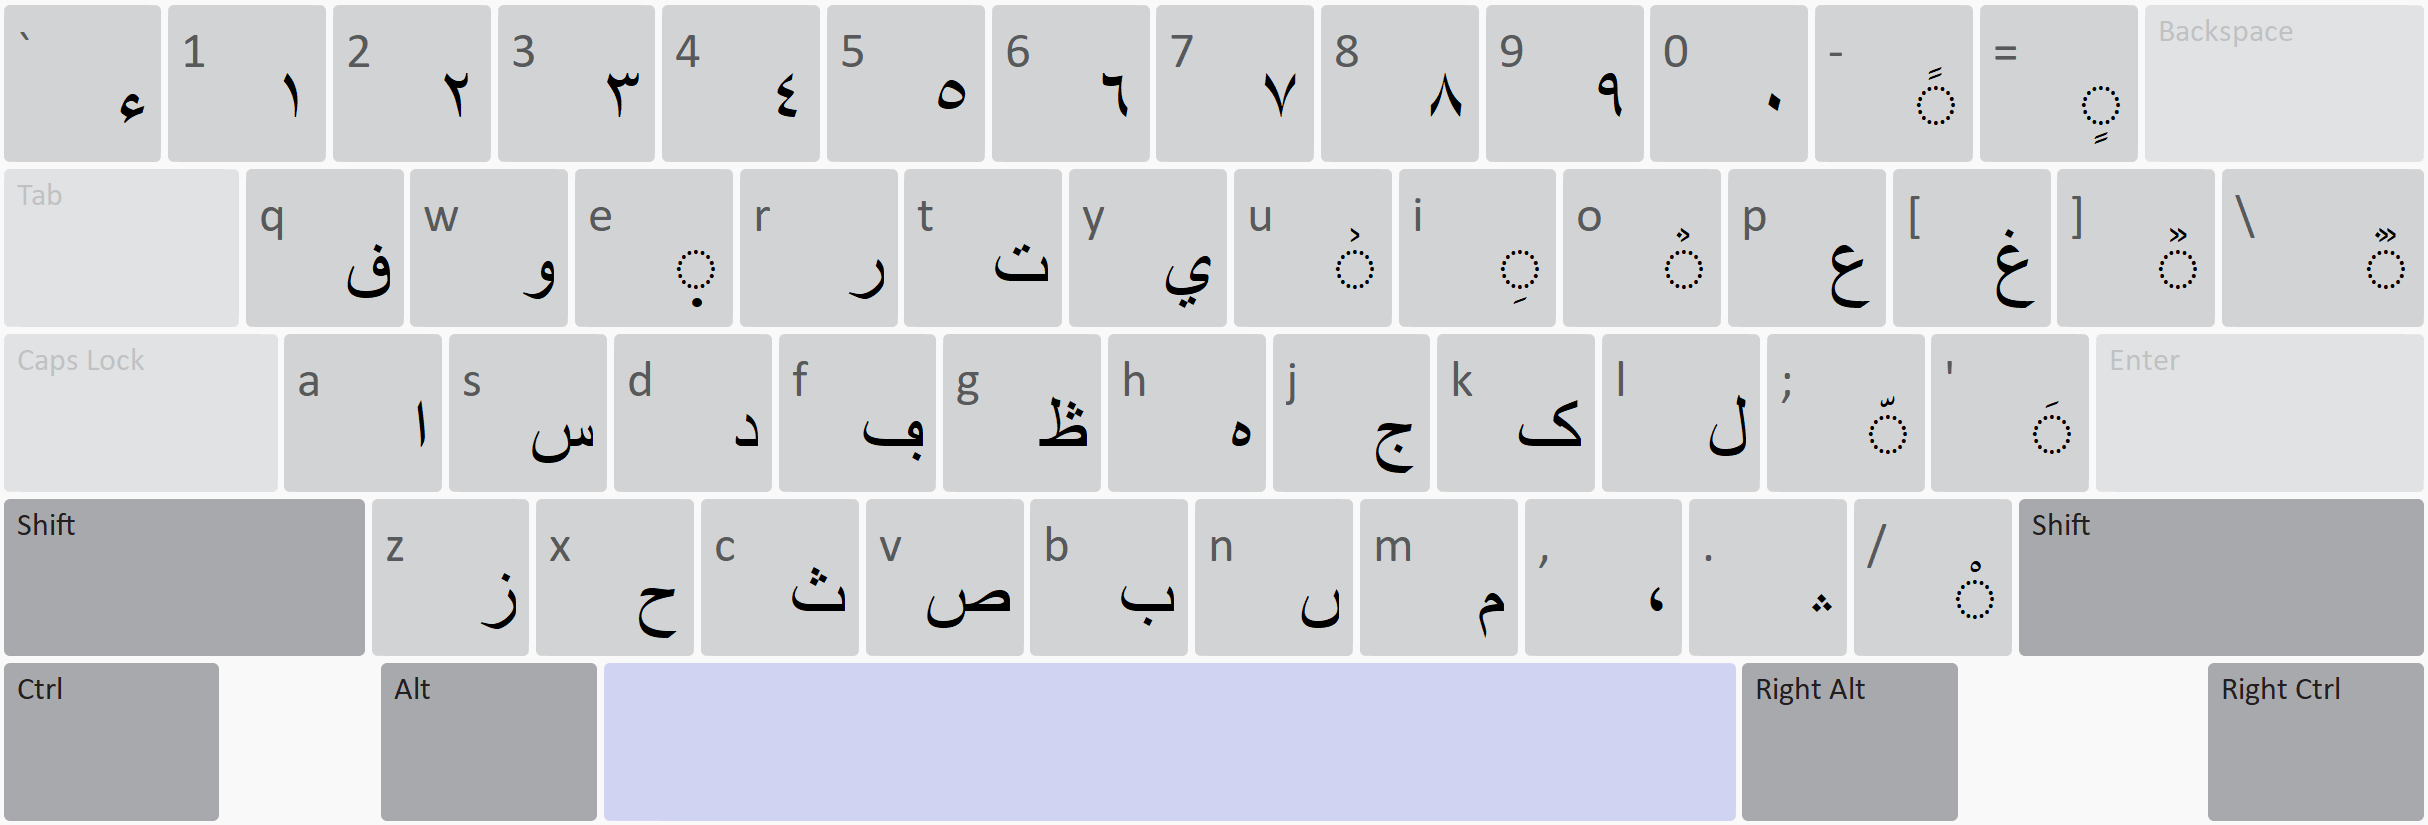 ` ء 1 ١ 2 ٢ 3 ٣ 4 ٤ 5 ٥ 6 ٦ 7 ٧ 8 ٨ 9 ٩ 0 ٠ - ◌ً = ◌ٍ Backspace
Tab q ف w و e ◌ٜ r ر t ت y ي u i ◌ِ o p ع [ غ ] \
Caps Lock a ا s س d د f ڢ g ظ h ه j ج k ک l ل ; ◌ّ ' ◌َ Enter
Shift z ز x ح c ث v ص b ب n ں m م , ، . / ◌ْ Shift
Ctrl Alt Right Alt Right Ctrl